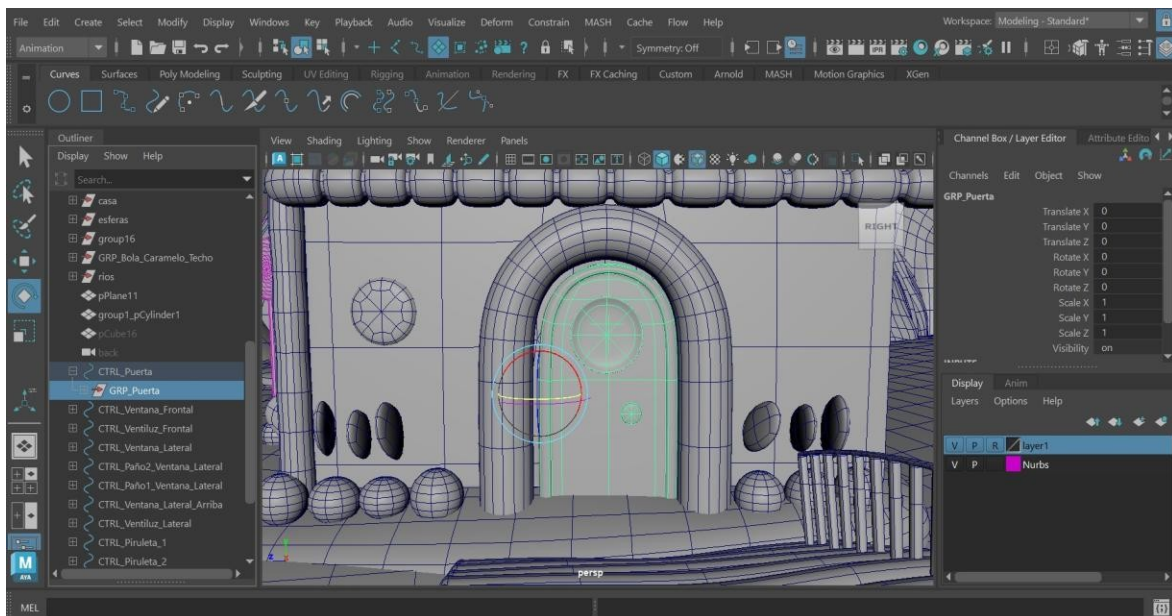 File Edit Create Select Modify Display Windows Key Playback Audio Visualize Deform Constrain MASH Cache Flow Help
Workspace: Modeling - Standard*
Animation
Symmetry: Off
IPR
Curves Surfaces Poly Modeling Sculpting UV Editing Rigging Animation Rendering FX FX Caching Custom Arnold MASH Motion Graphics XGen
Outliner
Display Show Help
Search...
casa
esferas
group16
GRP_Bola_Caramelo_Techo
rios
pPlane11
group1_pCylinder1
pCube16
back
CTRL_Puerta
GRP_Puerta
CTRL_Ventana_Frontal
CTRL_Ventiluz_Frontal
CTRL_Ventana_Lateral
CTRL_Paño2_Ventana_Lateral
CTRL_Paño1_Ventana_Lateral
CTRL_Ventana_Lateral_Arriba
CTRL_Ventiluz_Lateral
CTRL_Piruleta_1
CTRL_Piruleta_2
View Shading Lighting Show Renderer Panels
RIGHT
persp
Channel Box / Layer Editor Attribute Edito
Channels Edit Object Show
GRP_Puerta
Translate X 0
Translate Y 0
Translate Z 0
Rotate X 0
Rotate Y 0
Rotate Z 0
Scale X 1
Scale Y 1
Scale Z 1
Visibility on
Display Anim
Layers Options Help
V P R layer1
V P Nurbs
M
AYA
MEL